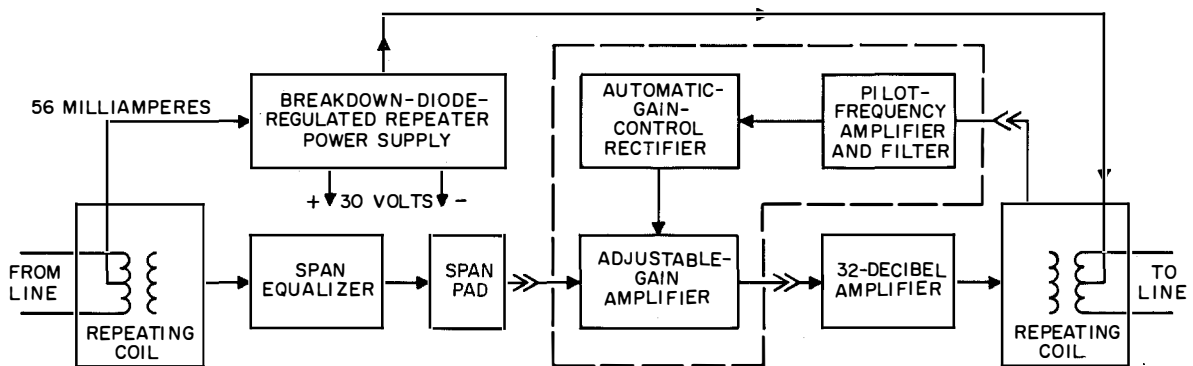 56 MILLIAMPERES
BREAKDOWN-DIODE-
REGULATED REPEATER
POWER SUPPLY
+ 30 VOLTS -
AUTOMATIC-
GAIN-
CONTROL
RECTIFIER
PILOT-
FREQUENCY
AMPLIFIER
AND FILTER
FROM
LINE
REPEATING
COIL
SPAN
EQUALIZER
SPAN
PAD
ADJUSTABLE-
GAIN
AMPLIFIER
32-DECIBEL
AMPLIFIER
REPEATING
COIL
TO
LINE